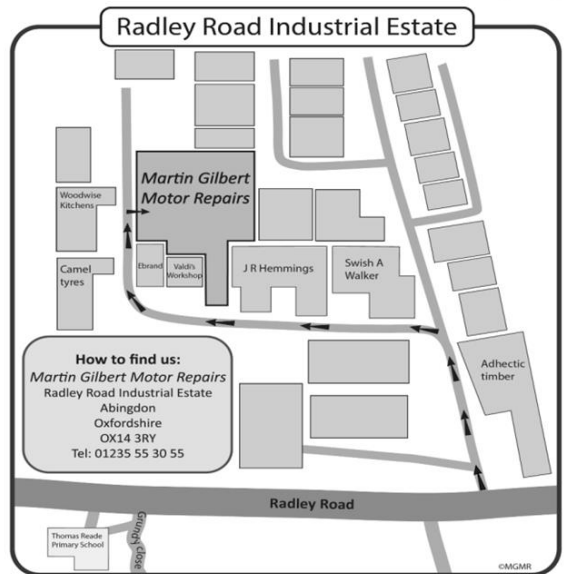 Radley Road Industrial Estate
Martin Gilbert
Motor Repairs
Woodwise
Kitchens
Camel
tyres
Ebrand
Valdi's
Workshop
J R Hemmings
Swish A
Walker
Adhectic
timber
How to find us:
Martin Gilbert Motor Repairs
Radley Road Industrial Estate
Abingdon
Oxfordshire
OX14 3RY
Tel: 01235 55 30 55
Radley Road
Thomas Reade
Primary School
Grundy Close
©MGMR